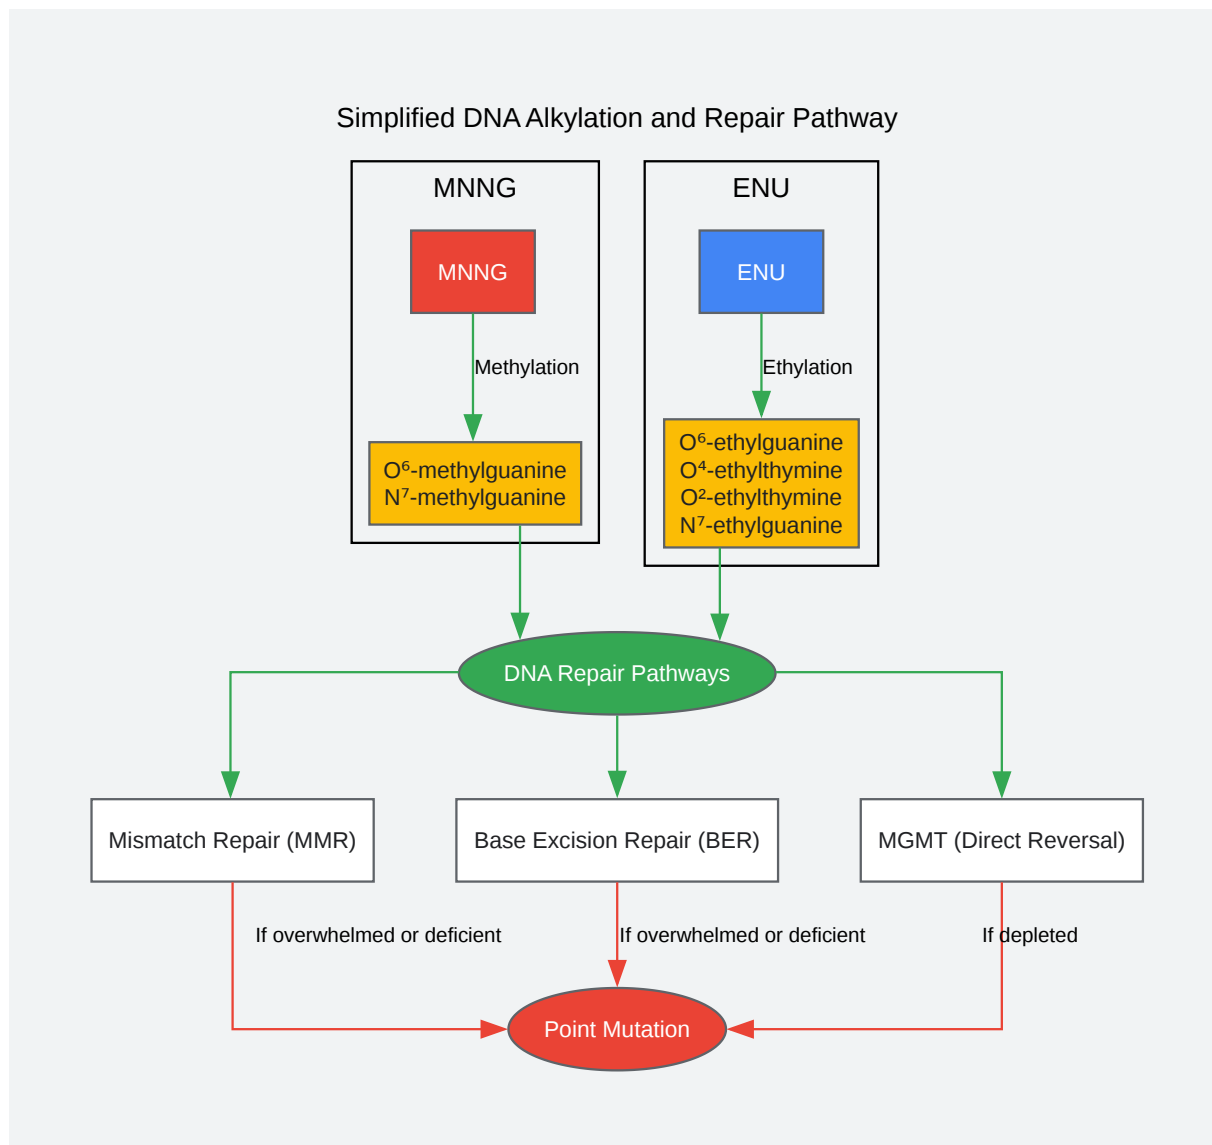 Simplified DNA Alkylation and Repair Pathway
MNNG
ENU
MNNG
ENU
Methylation
Ethylation
O⁶-methylguanine
N⁷-methylguanine
O⁶-ethylguanine
O⁴-ethylthymine
O²-ethylthymine
N⁷-ethylguanine
DNA Repair Pathways
Mismatch Repair (MMR)
Base Excision Repair (BER)
MGMT (Direct Reversal)
If overwhelmed or deficient
If overwhelmed or deficient
If depleted
Point Mutation